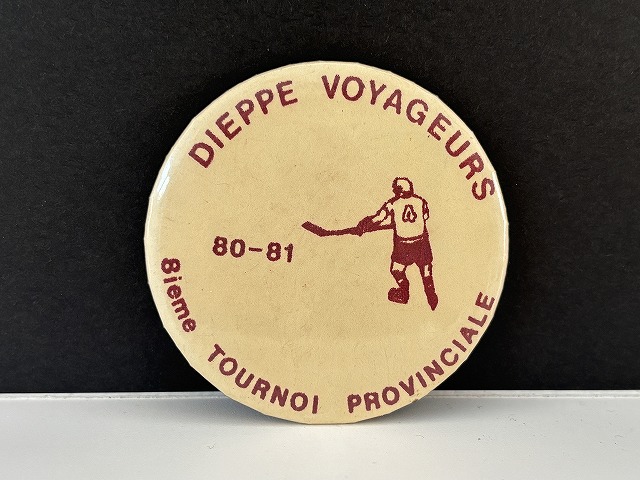 DIEPPE VOYAGEURS
80-81
8ieme TOURNOI PROVINCIALE